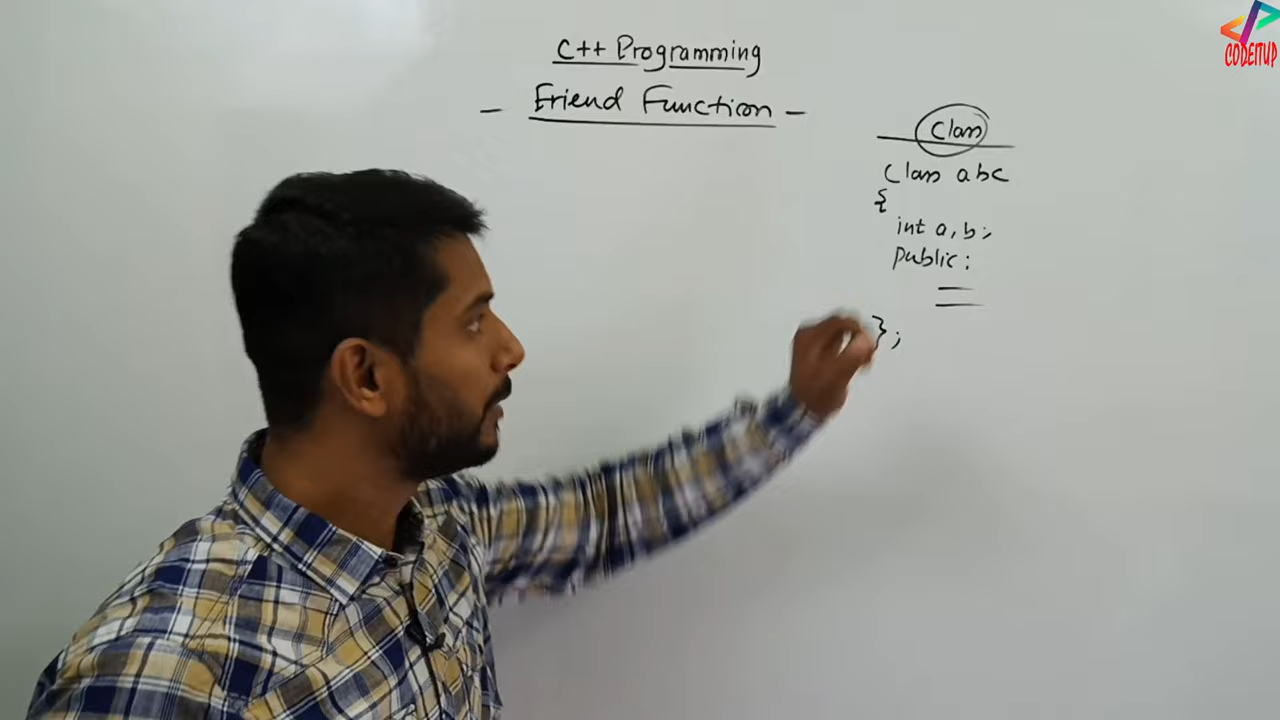 C++ Programming
- Friend Function -
Class
Class abc
{
int a, b;
public:
};
CODEITUP